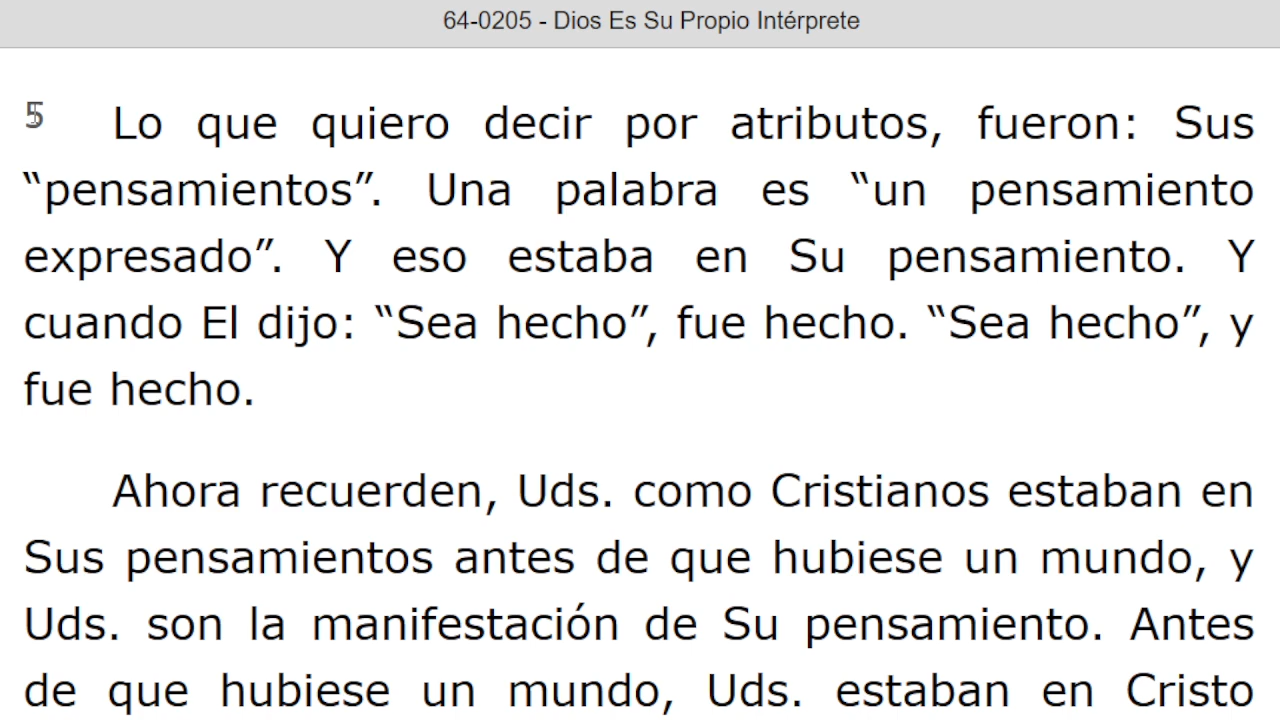 64-0205 - Dios Es Su Propio Intérprete
5 Lo que quiero decir por atributos, fueron: Sus
“pensamientos”. Una palabra es “un pensamiento
expresado”. Y eso estaba en Su pensamiento. Y
cuando El dijo: “Sea hecho”, fue hecho. “Sea hecho”, y
fue hecho.
Ahora recuerden, Uds. como Cristianos estaban en
Sus pensamientos antes de que hubiese un mundo, y
Uds. son la manifestación de Su pensamiento. Antes
de que hubiese un mundo, Uds. estaban en Cristo